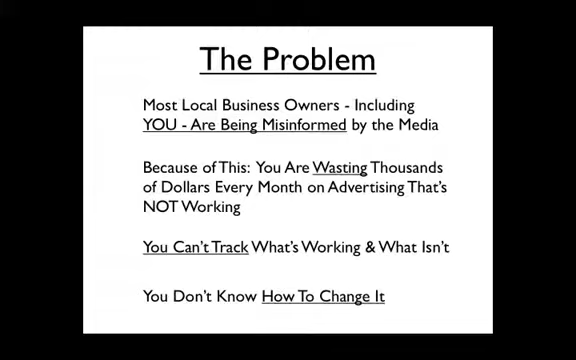 The Problem
Most Local Business Owners - Including
YOU - Are Being Misinformed by the Media
Because of This: You Are Wasting Thousands
of Dollars Every Month on Advertising That's
NOT Working
You Can't Track What's Working & What Isn't
You Don't Know How To Change It